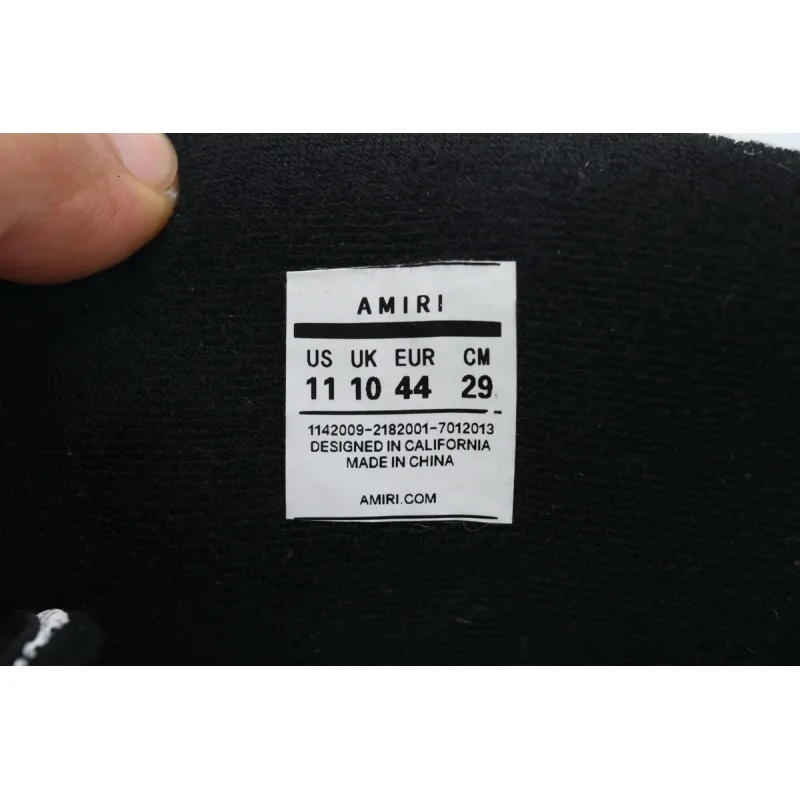 AMIRI
US UK EUR CM
11 10 44 29
1142009-2182001-7012013
DESIGNED IN CALIFORNIA
MADE IN CHINA
AMIRI.COM